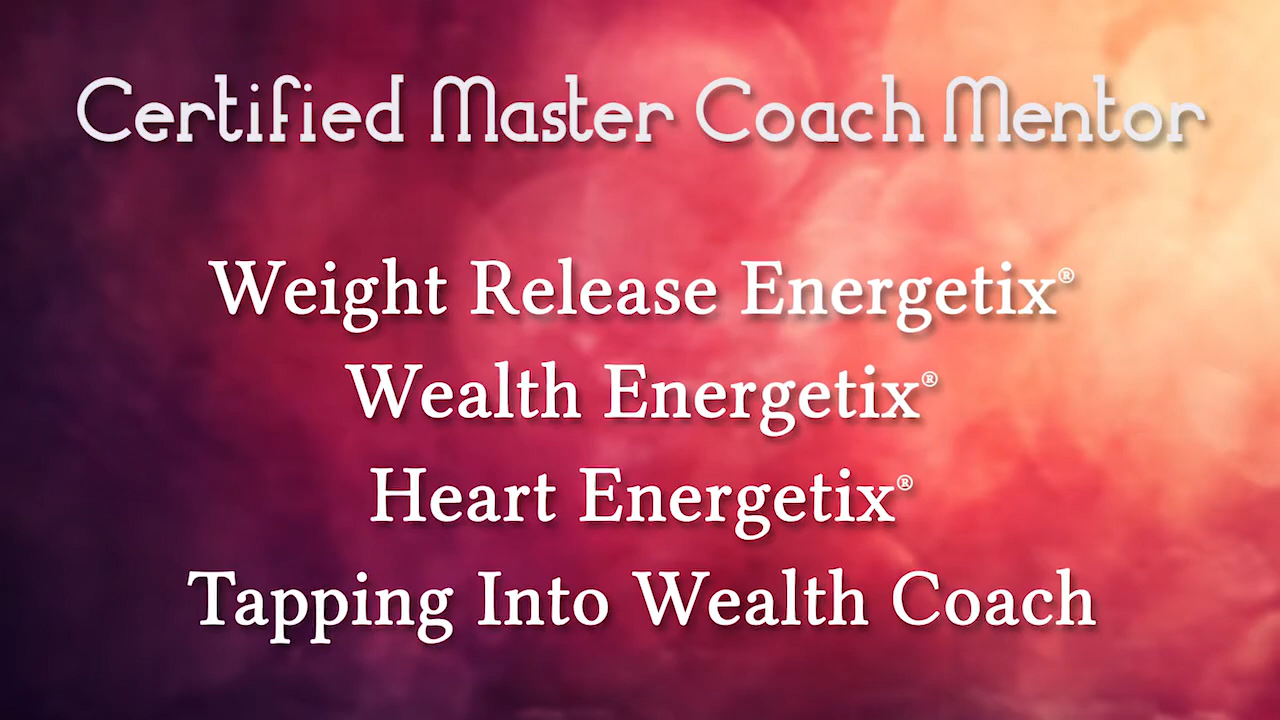 Certified Master Coach Mentor
Weight Release Energetix®
Wealth Energetix®
Heart Energetix®
Tapping Into Wealth Coach